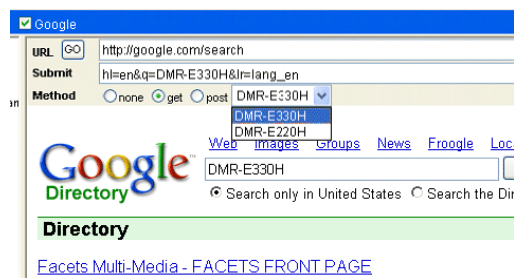 Google
URL GO http://google.com/search
Submit hl=en&q=DMR-E330H&lr=lang_en
Method none get post DMR-E330H
DMR-E330H
DMR-E220H
Web Images Groups News Froogle
Google
Directory
DMR-E330H
Search only in United States Search the
Directory
Facets Multi-Media - FACETS FRONT PAGE